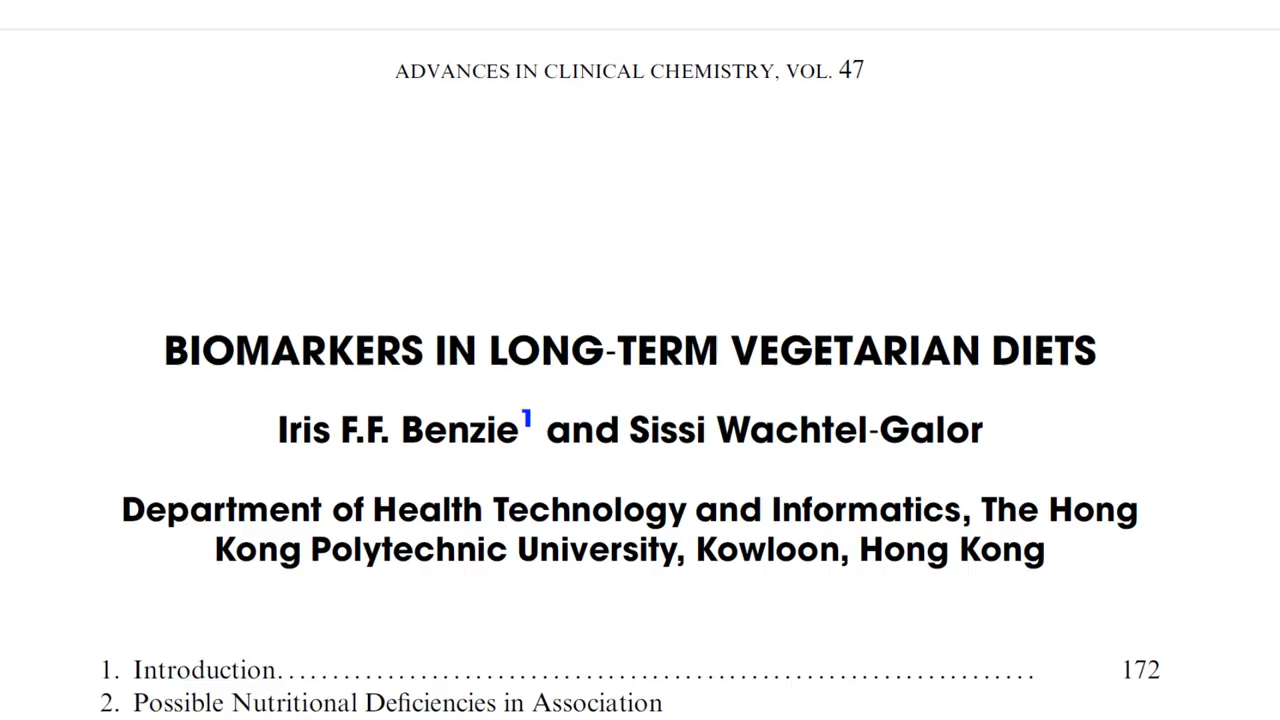 ADVANCES IN CLINICAL CHEMISTRY, VOL. 47
BIOMARKERS IN LONG-TERM VEGETARIAN DIETS
Iris F.F. Benzie1 and Sissi Wachtel-Galor
Department of Health Technology and Informatics, The Hong
Kong Polytechnic University, Kowloon, Hong Kong
1. Introduction..................................................................... 172
2. Possible Nutritional Deficiencies in Association